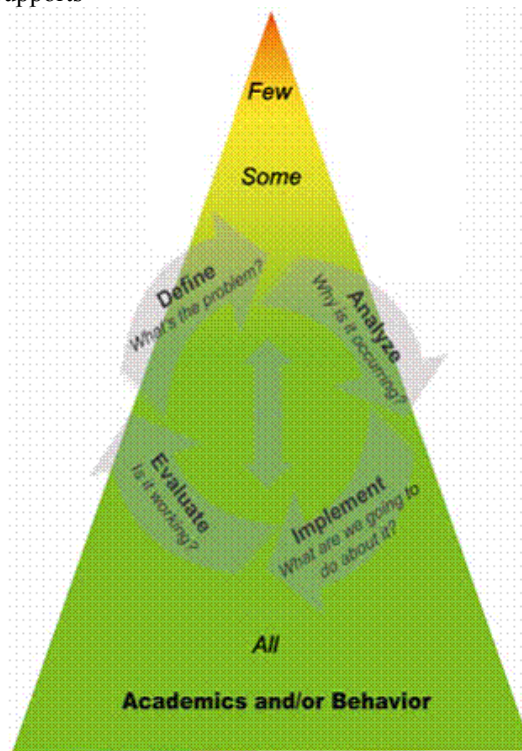 upports
Few
Some
Define
What's the problem?
Analyze
Why is it occurring?
Implement
What are we going to
do about it?
Evaluate
Is it working?
All
Academics and/or Behavior